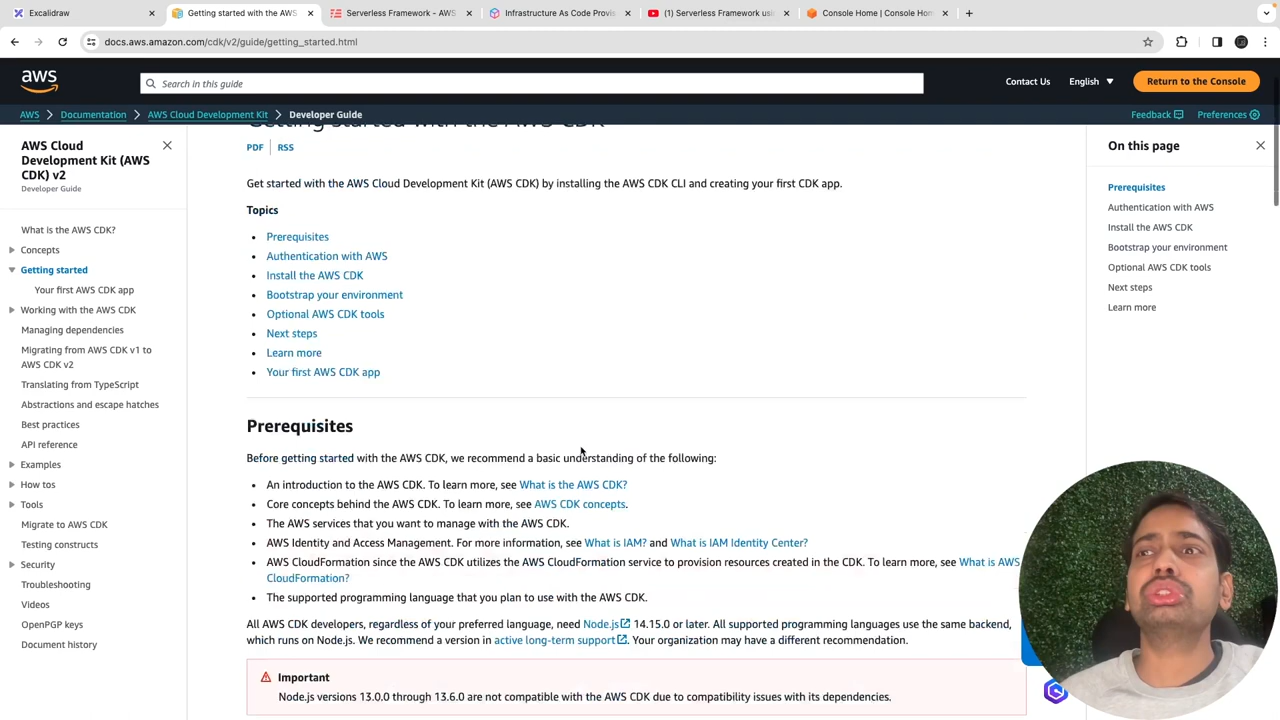 Excalidraw
Getting started with the AWS
Serverless Framework - AWS
Infrastructure As Code Provis
(1) Serverless Framework usi
Console Home | Console Hom
docs.aws.amazon.com/cdk/v2/guide/getting_started.html
aws
Search in this guide
Contact Us
English
Return to the Console
AWS
Documentation
AWS Cloud Development Kit
Developer Guide
Feedback
Preferences
AWS Cloud
Development Kit (AWS
CDK) v2
Developer Guide
What is the AWS CDK?
Concepts
Getting started
Your first AWS CDK app
Working with the AWS CDK
Managing dependencies
Migrating from AWS CDK v1 to
AWS CDK v2
Translating from TypeScript
Abstractions and escape hatches
Best practices
API reference
Examples
How tos
Tools
Migrate to AWS CDK
Testing constructs
Security
Troubleshooting
Videos
OpenPGP keys
Document history
Getting started with the AWS CDK
PDF
RSS
Get started with the AWS Cloud Development Kit (AWS CDK) by installing the AWS CDK CLI and creating your first CDK app.
Topics
Prerequisites
Authentication with AWS
Install the AWS CDK
Bootstrap your environment
Optional AWS CDK tools
Next steps
Learn more
Your first AWS CDK app
Prerequisites
Before getting started with the AWS CDK, we recommend a basic understanding of the following:
An introduction to the AWS CDK. To learn more, see What is the AWS CDK?
Core concepts behind the AWS CDK. To learn more, see AWS CDK concepts.
The AWS services that you want to manage with the AWS CDK.
AWS Identity and Access Management. For more information, see What is IAM? and What is IAM Identity Center?
AWS CloudFormation since the AWS CDK utilizes the AWS CloudFormation service to provision resources created in the CDK. To learn more, see What is AWS
CloudFormation?
The supported programming language that you plan to use with the AWS CDK.
All AWS CDK developers, regardless of your preferred language, need Node.js 14.15.0 or later. All supported programming languages use the same backend,
which runs on Node.js. We recommend a version in active long-term support. Your organization may have a different recommendation.
Important
Node.js versions 13.0.0 through 13.6.0 are not compatible with the AWS CDK due to compatibility issues with its dependencies.
On this page
Prerequisites
Authentication with AWS
Install the AWS CDK
Bootstrap your environment
Optional AWS CDK tools
Next steps
Learn more